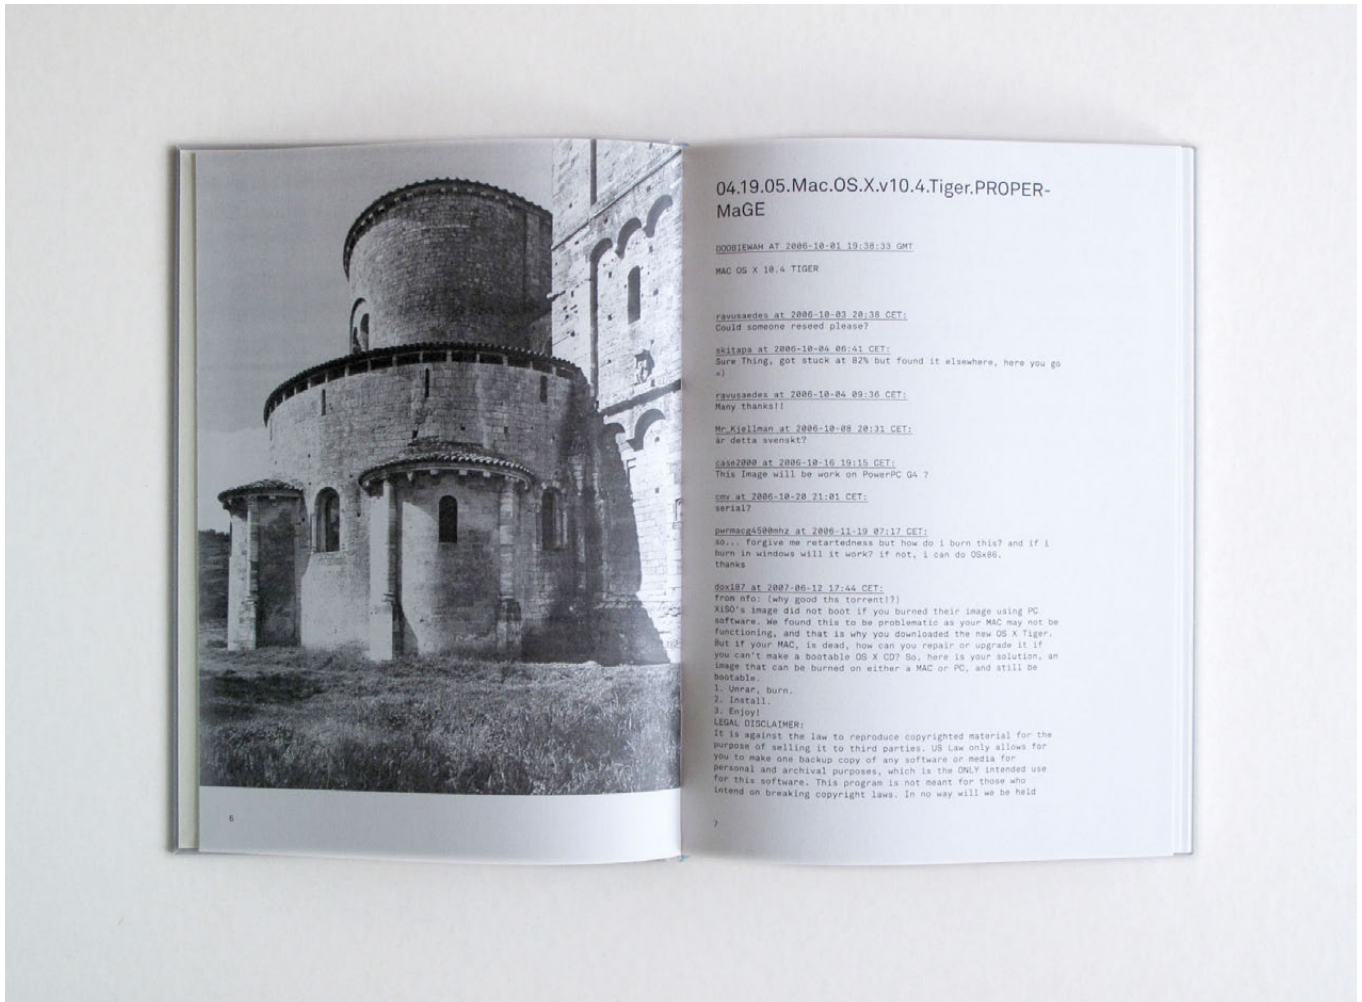 04.19.05.Mac.OS.X.v10.4.Tiger.PROPER-
MaGE
DOOBIEWAH AT 2006-10-01 19:38:33 GMT
MAC OS X 10.4 TIGER
ravusaedes at 2006-10-03 20:38 CET:
Could someone reseed please?
skitapa at 2006-10-04 06:41 CET:
Sure Thing, got stuck at 82% but found it elsewhere, here you go
=)
ravusaedes at 2006-10-04 09:36 CET:
Many thanks!!
Mr_Kjellman at 2006-10-08 20:31 CET:
är detta svenskt?
case2000 at 2006-10-16 19:15 CET:
This Image will be work on PowerPC G4 ?
cmv at 2006-10-20 21:01 CET:
serial?
pwrmacg4500mhz at 2006-11-19 07:17 CET:
so... forgive me retartedness but how do i burn this? and if i
burn in windows will it work? if not, i can do OSx86.
thanks
dox187 at 2007-06-12 17:44 CET:
from nfo: (why good ths torrent!?)
XiSO's image did not boot if you burned their image using PC
software. We found this to be problematic as your MAC may not be
functioning, and that is why you downloaded the new OS X Tiger.
But if your MAC, is dead, how can you repair or upgrade it if
you can't make a bootable OS X CD? So, here is your solution, an
image that can be burned on either a MAC or PC, and still be
bootable.
1. Unrar, burn.
2. Install.
3. Enjoy!
LEGAL DISCLAIMER:
It is against the law to reproduce copyrighted material for the
purpose of selling it to third parties. US Law only allows for
you to make one backup copy of any software or media for
personal and archival purposes, which is the ONLY intended use
for this software. This program is not meant for those who
intend on breaking copyright laws. In no way will we be held
6
7